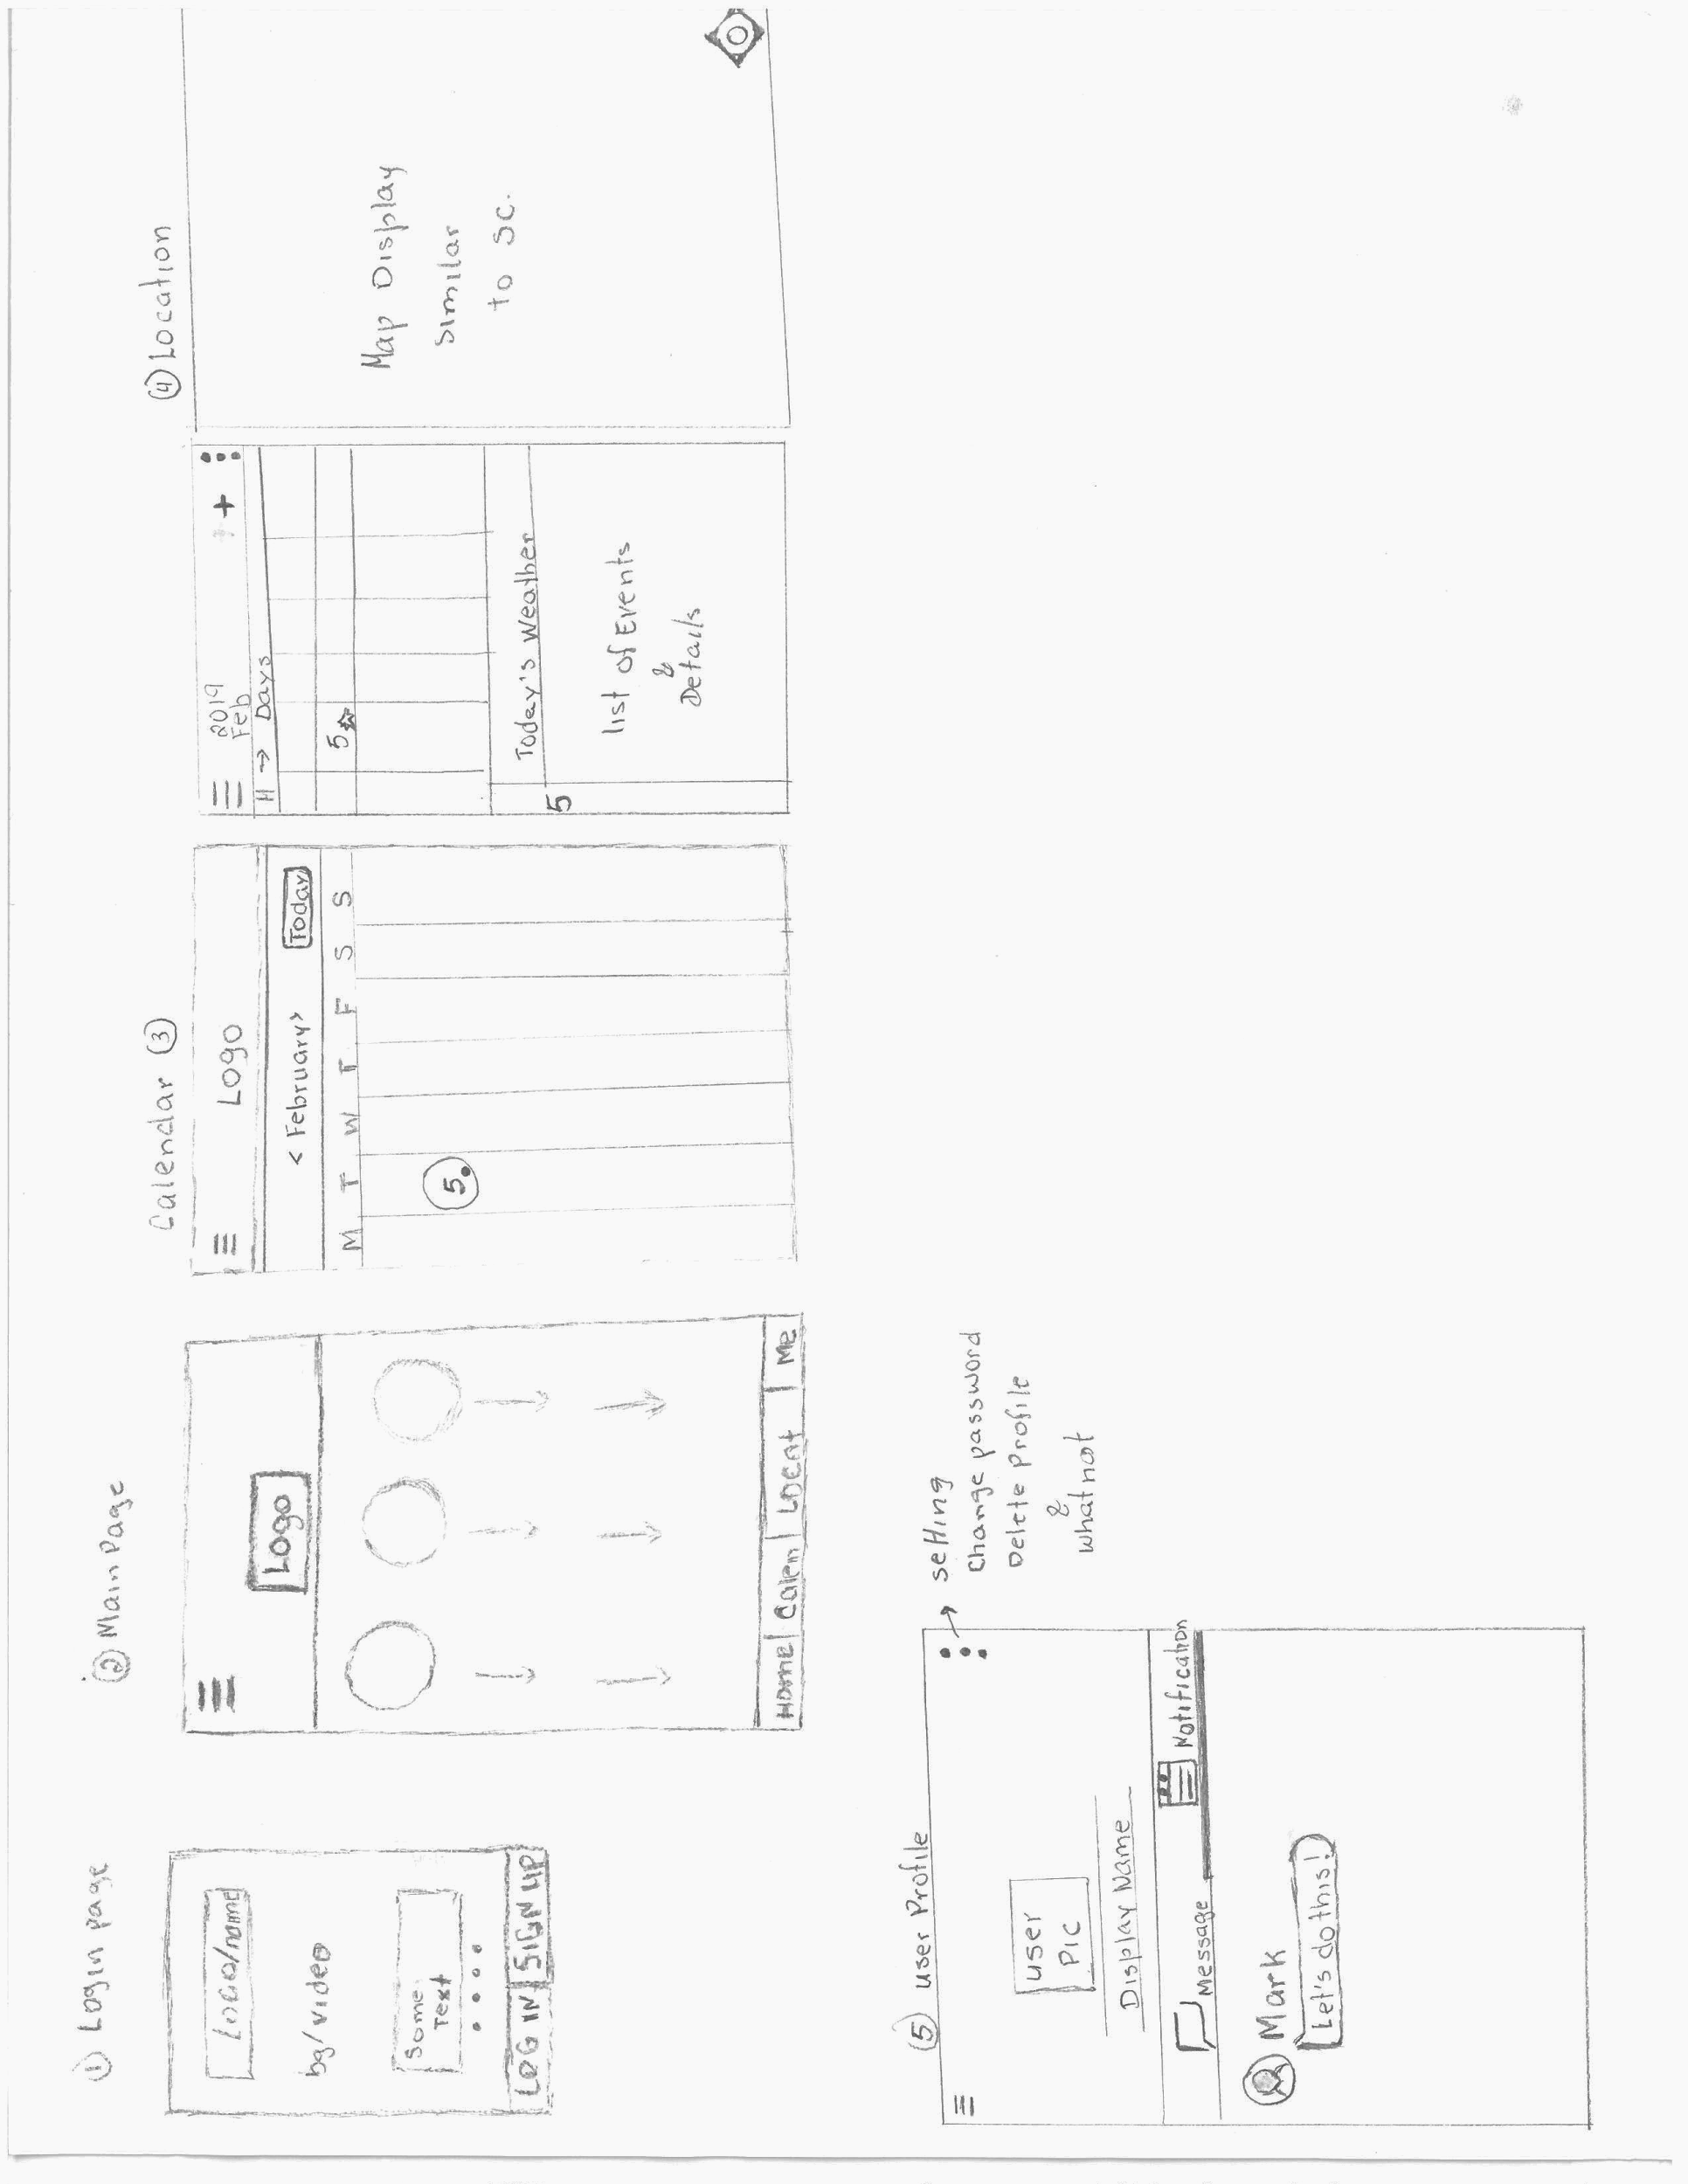 ① Login page
Logo/name
bg/video
Some
Text
LOG IN SIGN UP
② Main Page
Logo
Home Calen Locat Me
Calendar ③
Logo
< February > Today
M T W T F S S
5
2019
Feb +
M → Days
5
Today's Weather
5
List of Events
&
Details
④ Location
Map Display
Similar
to SC.
⑤ User Profile
User
Pic
Display Name
Message Notification
Mark
Let's do this!
→ setting
Change password
Delete Profile
&
whatnot